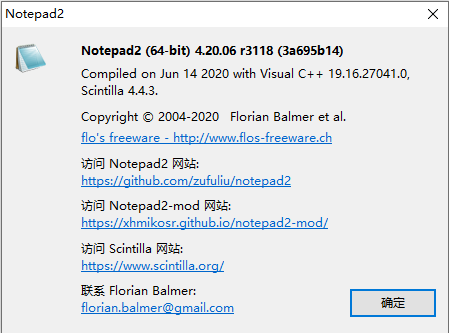 Notepad2
Notepad2 (64-bit) 4.20.06 r3118 (3a695b14)
Compiled on Jun 14 2020 with Visual C++ 19.16.27041.0,
Scintilla 4.4.3.
Copyright © 2004-2020 Florian Balmer et al.
flo's freeware - http://www.flos-freeware.ch
访问 Notepad2 网站:
https://github.com/zufuliu/notepad2
访问 Notepad2-mod 网站:
https://xhmikosr.github.io/notepad2-mod/
访问 Scintilla 网站:
https://www.scintilla.org/
联系 Florian Balmer:
florian.balmer@gmail.com
确定